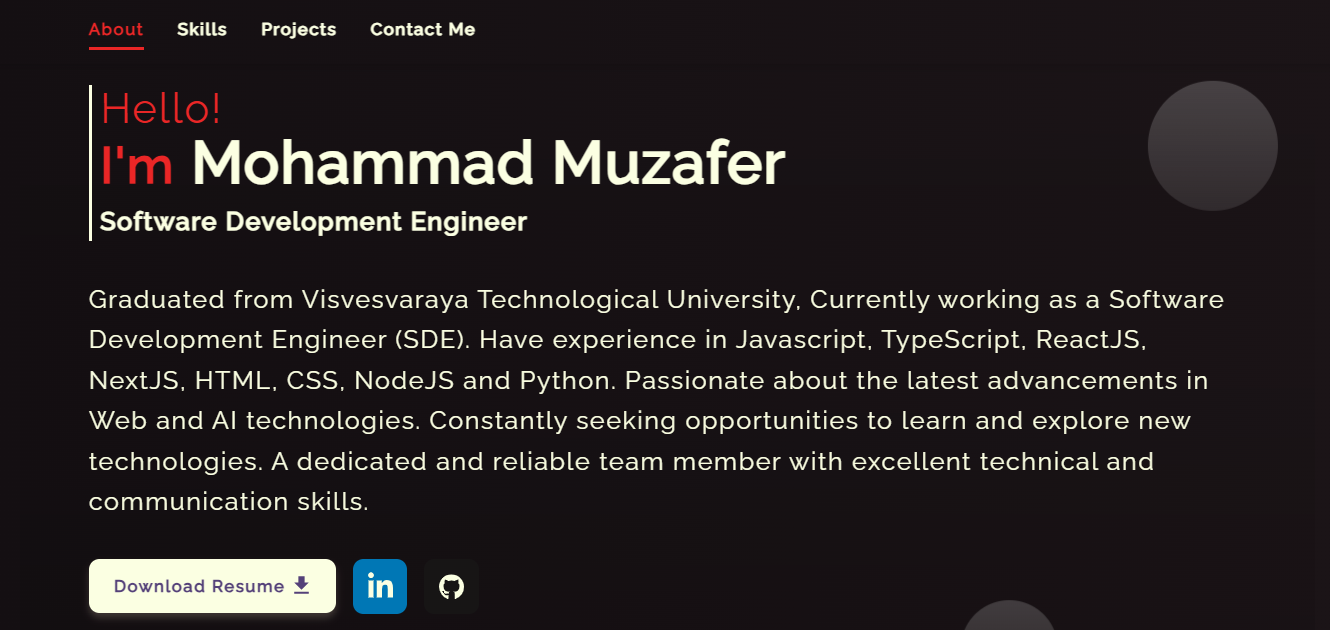 About Skills Projects Contact Me
Hello!
I'm Mohammad Muzafer
Software Development Engineer
Graduated from Visvesvaraya Technological University, Currently working as a Software
Development Engineer (SDE). Have experience in Javascript, TypeScript, ReactJS,
NextJS, HTML, CSS, NodeJS and Python. Passionate about the latest advancements in
Web and AI technologies. Constantly seeking opportunities to learn and explore new
technologies. A dedicated and reliable team member with excellent technical and
communication skills.
Download Resume in